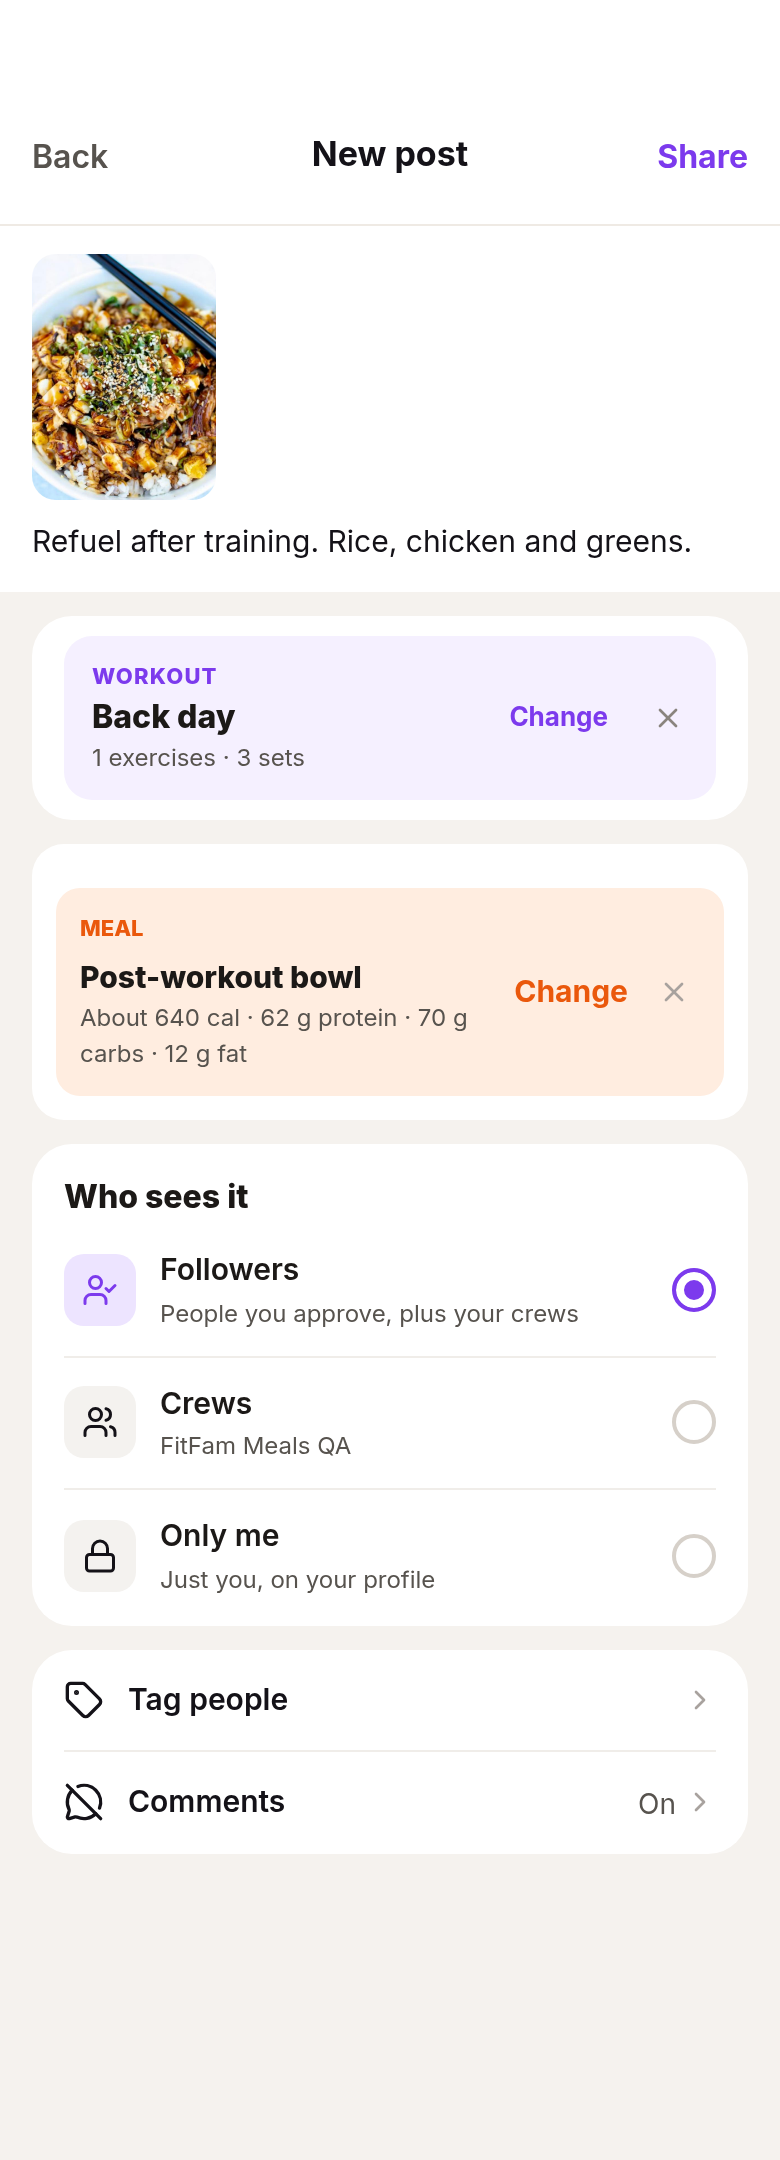 Back
New post
Share
Refuel after training. Rice, chicken and greens.
WORKOUT
Back day
1 exercises · 3 sets
Change
MEAL
Post-workout bowl
About 640 cal · 62 g protein · 70 g
carbs · 12 g fat
Change
Who sees it
Followers
People you approve, plus your crews
Crews
FitFam Meals QA
Only me
Just you, on your profile
Tag people
Comments
On